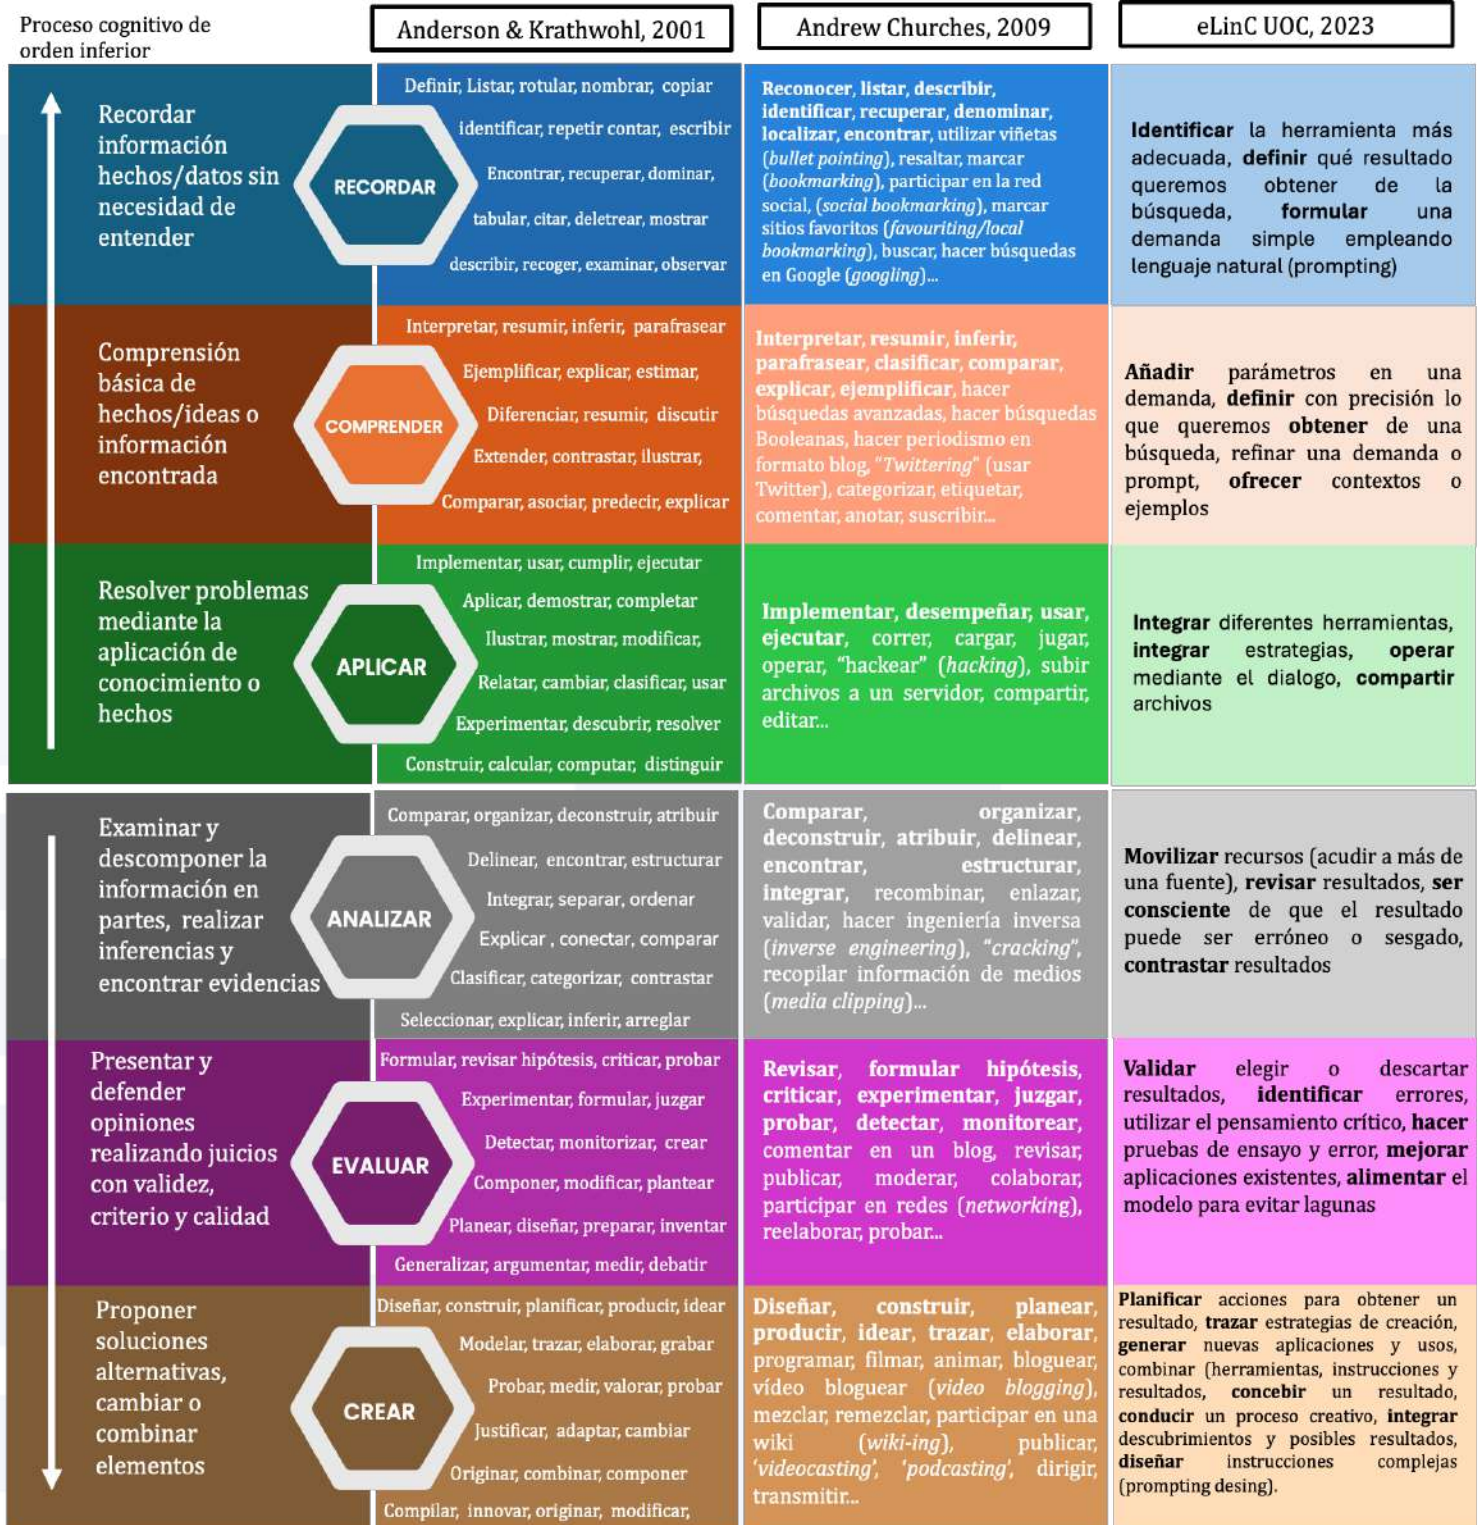 Proceso cognitivo de
orden inferior
Anderson & Krathwohl, 2001
Andrew Churches, 2009
eLinC UOC, 2023
Recordar
información
hechos/datos sin
necesidad de
entender
RECORDAR
Definir, Listar, rotular, nombrar, copiar
identificar, repetir contar, escribir
Encontrar, recuperar, dominar,
tabular, citar, deletrear, mostrar
describir, recoger, examinar, observar
Reconocer, listar, describir,
identificar, recuperar, denominar,
localizar, encontrar, utilizar viñetas
(bullet pointing), resaltar, marcar
(bookmarking), participar en la red
social, (social bookmarking), marcar
sitios favoritos (favouriting/local
bookmarking), buscar, hacer búsquedas
en Google (googling)...
Identificar la herramienta más
adecuada, definir qué resultado
queremos obtener de la
búsqueda, formular una
demanda simple empleando
lenguaje natural (prompting)
Comprensión
básica de
hechos/ideas o
información
encontrada
COMPRENDER
Interpretar, resumir, inferir, parafrasear
Ejemplificar, explicar, estimar,
Diferenciar, resumir, discutir
Extender, contrastar, ilustrar,
Comparar, asociar, predecir, explicar
Interpretar, resumir, inferir,
parafrasear, clasificar, comparar,
explicar, ejemplificar, hacer
búsquedas avanzadas, hacer búsquedas
Booleanas, hacer periodismo en
formato blog, “Twittering” (usar
Twitter), categorizar, etiquetar,
comentar, anotar, suscribir...
Añadir parámetros en una
demanda, definir con precisión lo
que queremos obtener de una
búsqueda, refinar una demanda o
prompt, ofrecer contextos o
ejemplos
Resolver problemas
mediante la
aplicación de
conocimiento o
hechos
APLICAR
Implementar, usar, cumplir, ejecutar
Aplicar, demostrar, completar
Ilustrar, mostrar, modificar,
Relatar, cambiar, clasificar, usar
Experimentar, descubrir, resolver
Construir, calcular, computar, distinguir
Implementar, desempeñar, usar,
ejecutar, correr, cargar, jugar,
operar, “hackear” (hacking), subir
archivos a un servidor, compartir,
editar...
Integrar diferentes herramientas,
integrar estrategias, operar
mediante el dialogo, compartir
archivos
Examinar y
descomponer la
información en
partes, realizar
inferencias y
encontrar evidencias
ANALIZAR
Comparar, organizar, deconstruir, atribuir
Delinear, encontrar, estructurar
Integrar, separar, ordenar
Explicar , conectar, comparar
Clasificar, categorizar, contrastar
Seleccionar, explicar, inferir, arreglar
Comparar, organizar,
deconstruir, atribuir, delinear,
encontrar, estructurar,
integrar, recombinar, enlazar,
validar, hacer ingeniería inversa
(inverse engineering), “cracking”,
recopilar información de medios
(media clipping)...
Movilizar recursos (acudir a más de
una fuente), revisar resultados, ser
consciente de que el resultado
puede ser erróneo o sesgado,
contrastar resultados
Presentar y
defender
opiniones
realizando juicios
con validez,
criterio y calidad
EVALUAR
Formular, revisar hipótesis, criticar, probar
Experimentar, formular, juzgar
Detectar, monitorizar, crear
Componer, modificar, plantear
Planear, diseñar, preparar, inventar
Generalizar, argumentar, medir, debatir
Revisar, formular hipótesis,
criticar, experimentar, juzgar,
probar, detectar, monitorear,
comentar en un blog, revisar,
publicar, moderar, colaborar,
participar en redes (networking),
reelaborar, probar...
Validar elegir o descartar
resultados, identificar errores,
utilizar el pensamiento crítico, hacer
pruebas de ensayo y error, mejorar
aplicaciones existentes, alimentar el
modelo para evitar lagunas
Proponer
soluciones
alternativas,
cambiar o
combinar
elementos
CREAR
Diseñar, construir, planificar, producir, idear
Modelar, trazar, elaborar, grabar
Probar, medir, valorar, probar
Justificar, adaptar, cambiar
Originar, combinar, componer
Compilar, innovar, originar, modificar,
Diseñar, construir, planear,
producir, idear, trazar, elaborar,
programar, filmar, animar, bloguear,
vídeo bloguear (video blogging),
mezclar, remezclar, participar en una
wiki (wiki-ing), publicar,
‘videocasting’, ‘podcasting’, dirigir,
transmitir...
Planificar acciones para obtener un
resultado, trazar estrategias de creación,
generar nuevas aplicaciones y usos,
combinar (herramientas, instrucciones y
resultados, concebir un resultado,
conducir un proceso creativo, integrar
descubrimientos y posibles resultados,
diseñar instrucciones complejas
(prompting desing).